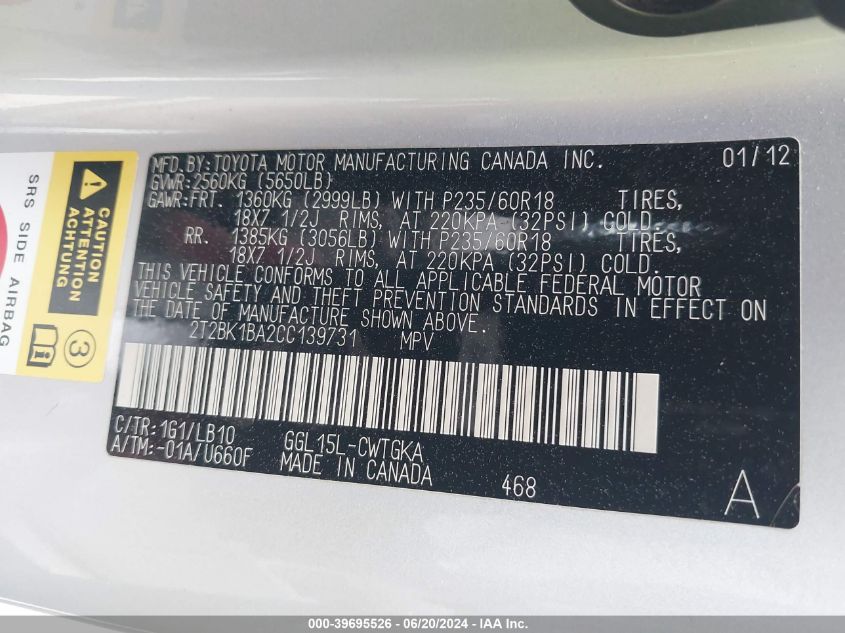 MFD. BY: TOYOTA MOTOR MANUFACTURING CANADA INC. 01/12
GVWR: 2560KG (5650LB)
GAWR: FRT. 1360KG (2999LB) WITH P235/60R18 TIRES,
18X7 1/2J RIMS, AT 220KPA (32PSI) COLD.
RR. 1385KG (3056LB) WITH P235/60R18 TIRES,
18X7 1/2J RIMS, AT 220KPA (32PSI) COLD.
THIS VEHICLE CONFORMS TO ALL APPLICABLE FEDERAL MOTOR
VEHICLE SAFETY AND THEFT PREVENTION STANDARDS IN EFFECT ON
THE DATE OF MANUFACTURE SHOWN ABOVE.
2T2BK1BA2CC139731 MPV
C/TR: 1G1/LB10 GGL15L-CWTGKA
A/TM: -01A/U660F MADE IN CANADA
468
A
SRS SIDE AIRBAG
CAUTION
ATTENTION
ACHTUNG
3
000-39695526 / 06/20/2024 - IAA Inc.